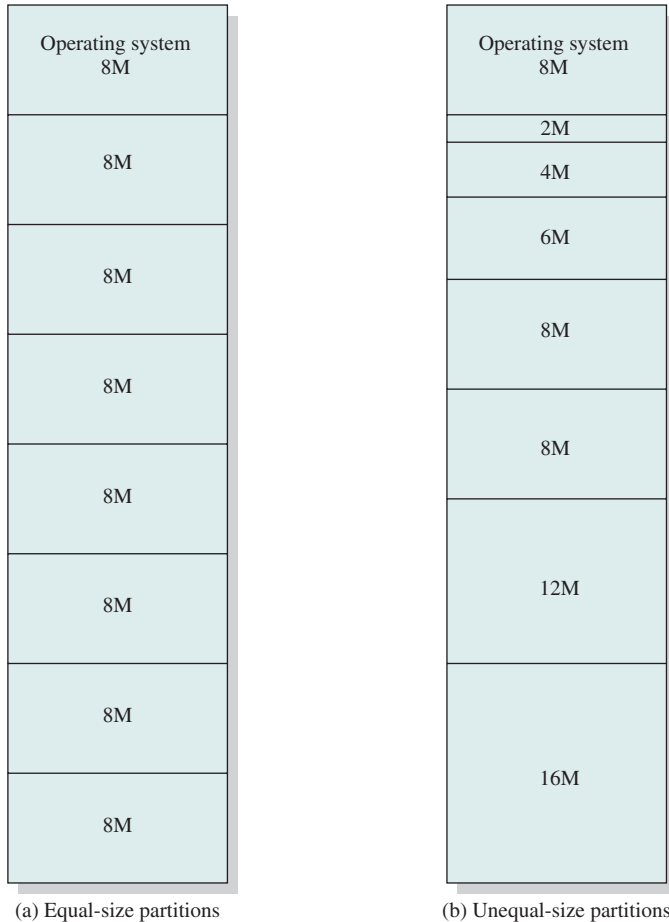 Operating system
8M
8M
8M
8M
8M
8M
8M
8M
(a) Equal-size partitions
Operating system
8M
2M
4M
6M
8M
8M
12M
16M
(b) Unequal-size partitions